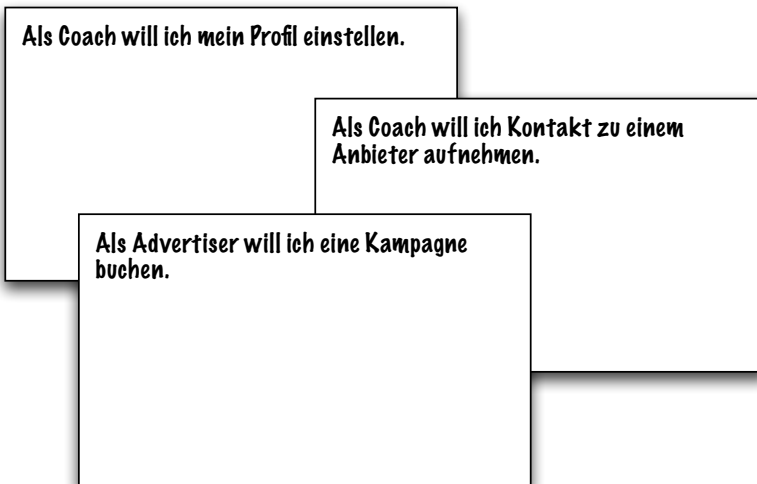 Als Coach will ich mein Profil einstellen.
Als Coach will ich Kontakt zu einem
Anbieter aufnehmen.
Als Advertiser will ich eine Kampagne
buchen.